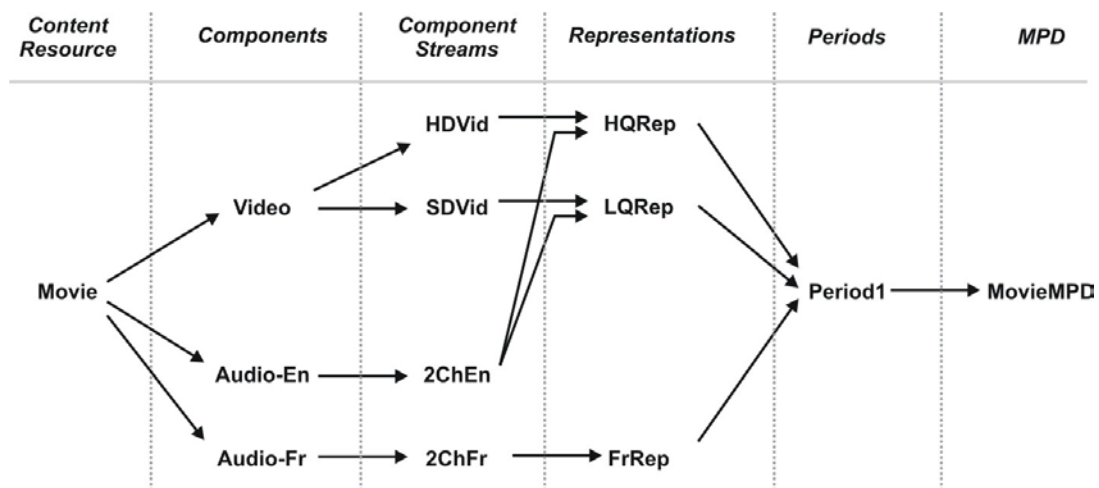 Content Resource
Components
Component Streams
Representations
Periods
MPD
HDVid
HQRep
Video
SDVid
LQRep
Movie
Period1
MovieMPD
Audio-En
2ChEn
Audio-Fr
2ChFr
FrRep